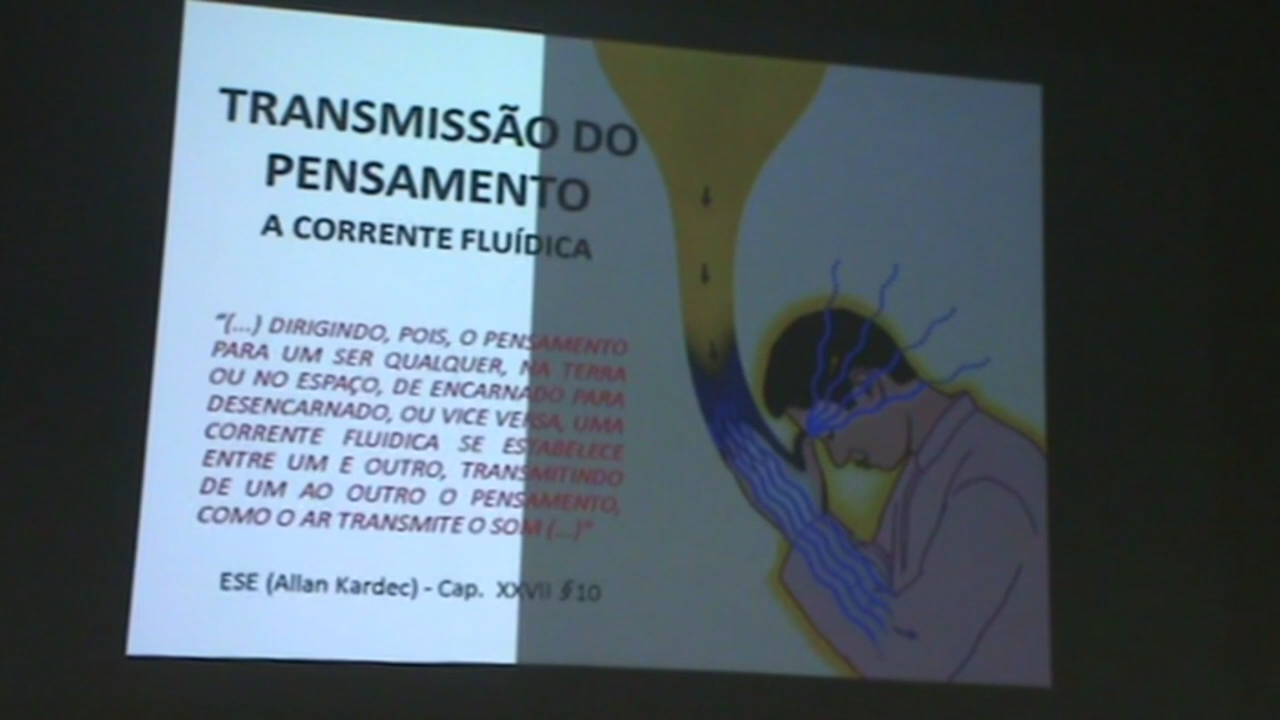 TRANSMISSÃO DO
PENSAMENTO
A CORRENTE FLUÍDICA
"(...) DIRIGINDO, POIS, O PENSAMENTO
PARA UM SER QUALQUER, NA TERRA
OU NO ESPAÇO, DE ENCARNADO PARA
DESENCARNADO, OU VICE VERSA, UMA
CORRENTE FLUIDICA SE ESTABELECE
ENTRE UM E OUTRO, TRANSMITINDO
DE UM AO OUTRO O PENSAMENTO,
COMO O AR TRANSMITE O SOM (...)"
ESE (Allan Kardec) - Cap. XXVII §10